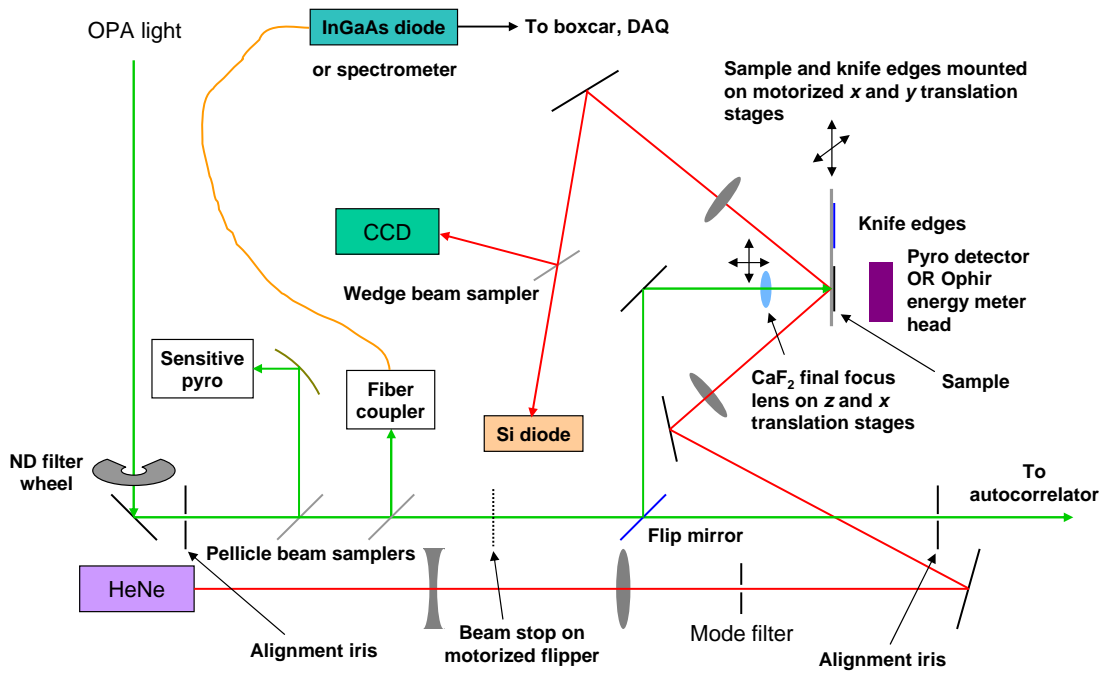 OPA light
InGaAs diode
To boxcar, DAQ
or spectrometer
Sample and knife edges mounted
on motorized x and y translation
stages
CCD
Knife edges
Wedge beam sampler
Pyro detector
OR Ophir
energy meter
head
Sensitive
pyro
Fiber
coupler
CaF2 final focus
lens on z and x
translation stages
Sample
Si diode
ND filter
wheel
To
autocorrelator
Pellicle beam samplers
Flip mirror
HeNe
Alignment iris
Beam stop on
motorized flipper
Mode filter
Alignment iris